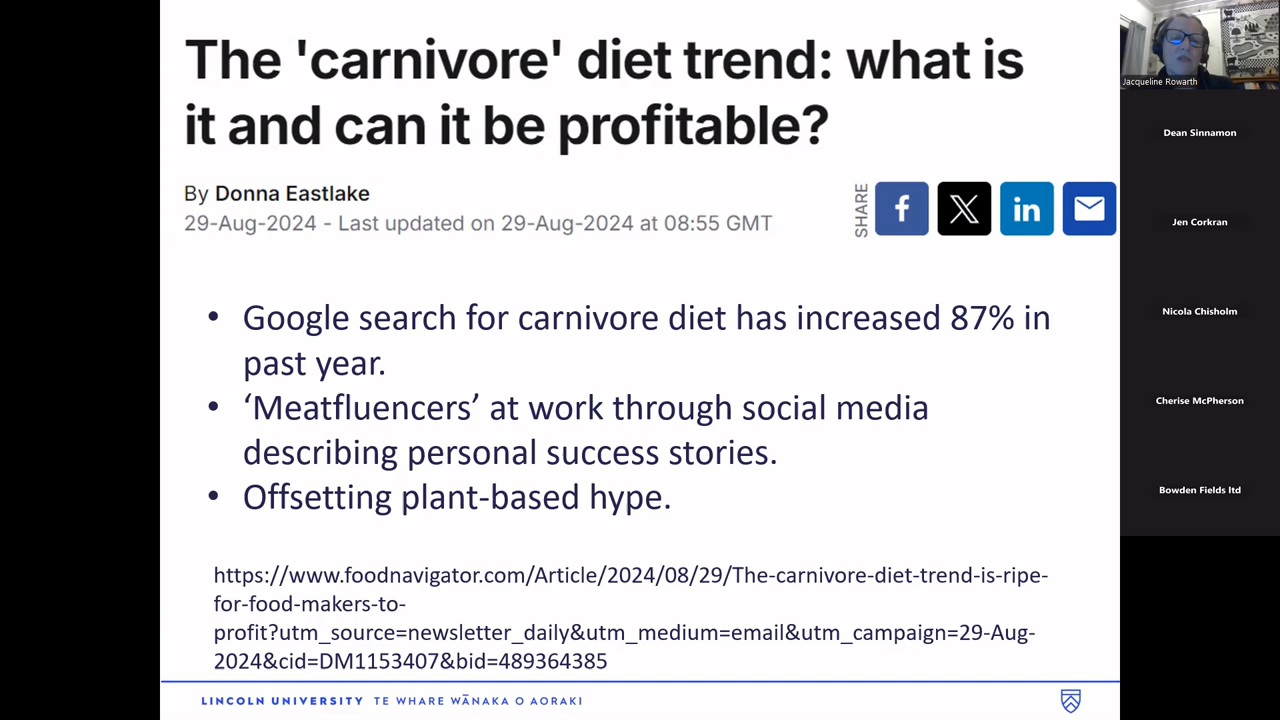 The 'carnivore' diet trend: what is
it and can it be profitable?
By Donna Eastlake
29-Aug-2024 - Last updated on 29-Aug-2024 at 08:55 GMT
SHARE
• Google search for carnivore diet has increased 87% in
past year.
• ‘Meatfluencers’ at work through social media
describing personal success stories.
• Offsetting plant-based hype.
https://www.foodnavigator.com/Article/2024/08/29/The-carnivore-diet-trend-is-ripe-
for-food-makers-to-
profit?utm_source=newsletter_daily&utm_medium=email&utm_campaign=29-Aug-
2024&cid=DM1153407&bid=489364385
LINCOLN UNIVERSITY TE WHARE WĀNAKA O AORAKI
Jacqueline Rowarth
Dean Sinnamon
Jen Corkran
Nicola Chisholm
Cherise McPherson
Bowden Fields ltd